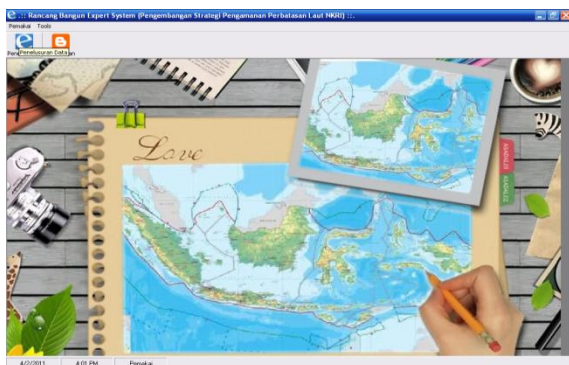 .:: Rancang Bangun Expert System (Pengembangan Strategi Pengamanan Perbatasan Laut NKRI) ::.
Pemakai Tools
Penelusuran Data
Love
4/2/2011 4:01 PM Pemakai